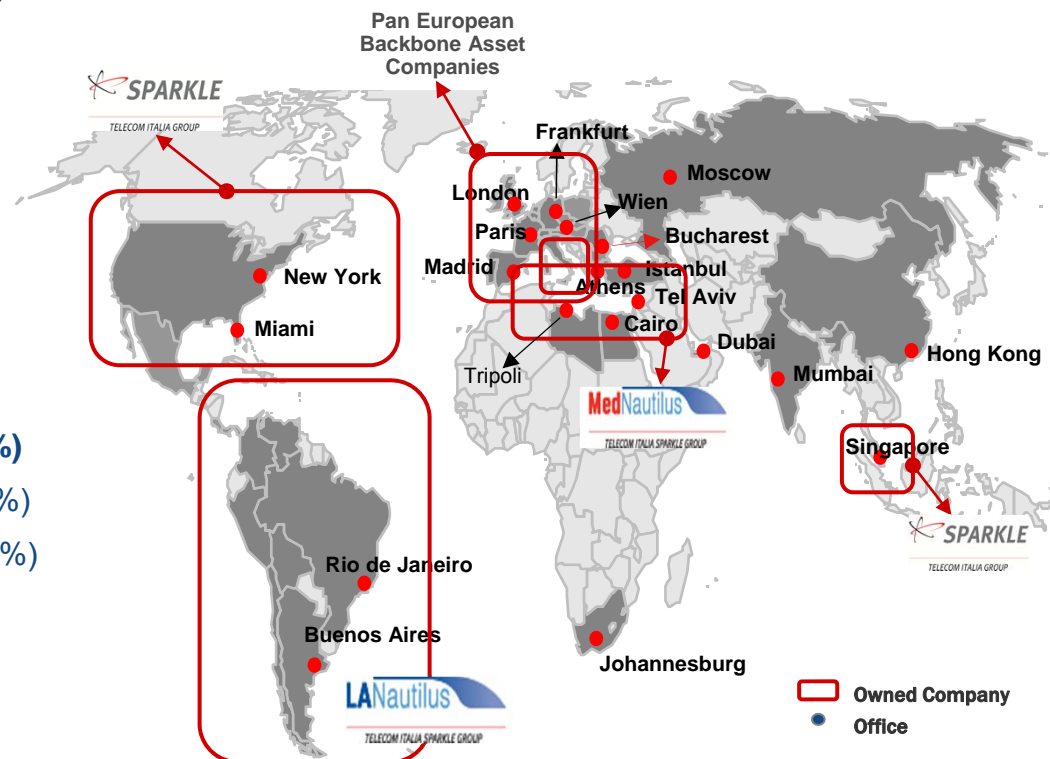 Pan European
Backbone Asset
Companies
SPARKLE
TELECOM ITALIA GROUP
Frankfurt
Moscow
London
Wien
Paris
Bucharest
Madrid
Istanbul
New York
Athens
Tel Aviv
Miami
Cairo
Dubai
Hong Kong
Tripoli
Mumbai
MedNautilus
TELECOM ITALIA SPARKLE GROUP
%)
Singapore
%)
SPARKLE
%)
TELECOM ITALIA GROUP
Rio de Janeiro
Buenos Aires
Johannesburg
LANautilus
TELECOM ITALIA SPARKLE GROUP
Owned Company
Office